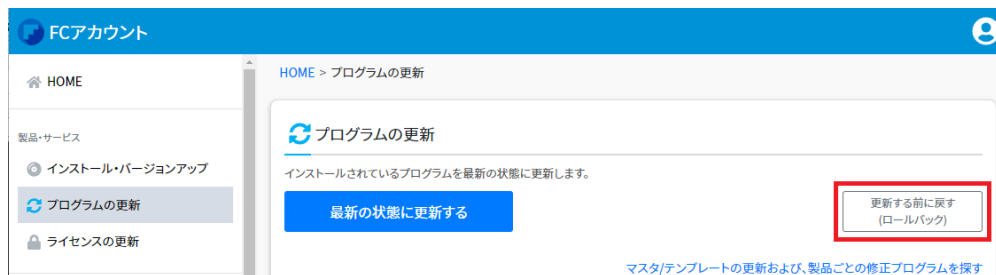 FCアカウント
HOME
HOME > プログラムの更新
製品・サービス
インストール・バージョンアップ
プログラムの更新
ライセンスの更新
プログラムの更新
インストールされているプログラムを最新の状態に更新します。
最新の状態に更新する
更新する前に戻す
(ロールバック)
マスタ/テンプレートの更新および、製品ごとの修正プログラムを探す